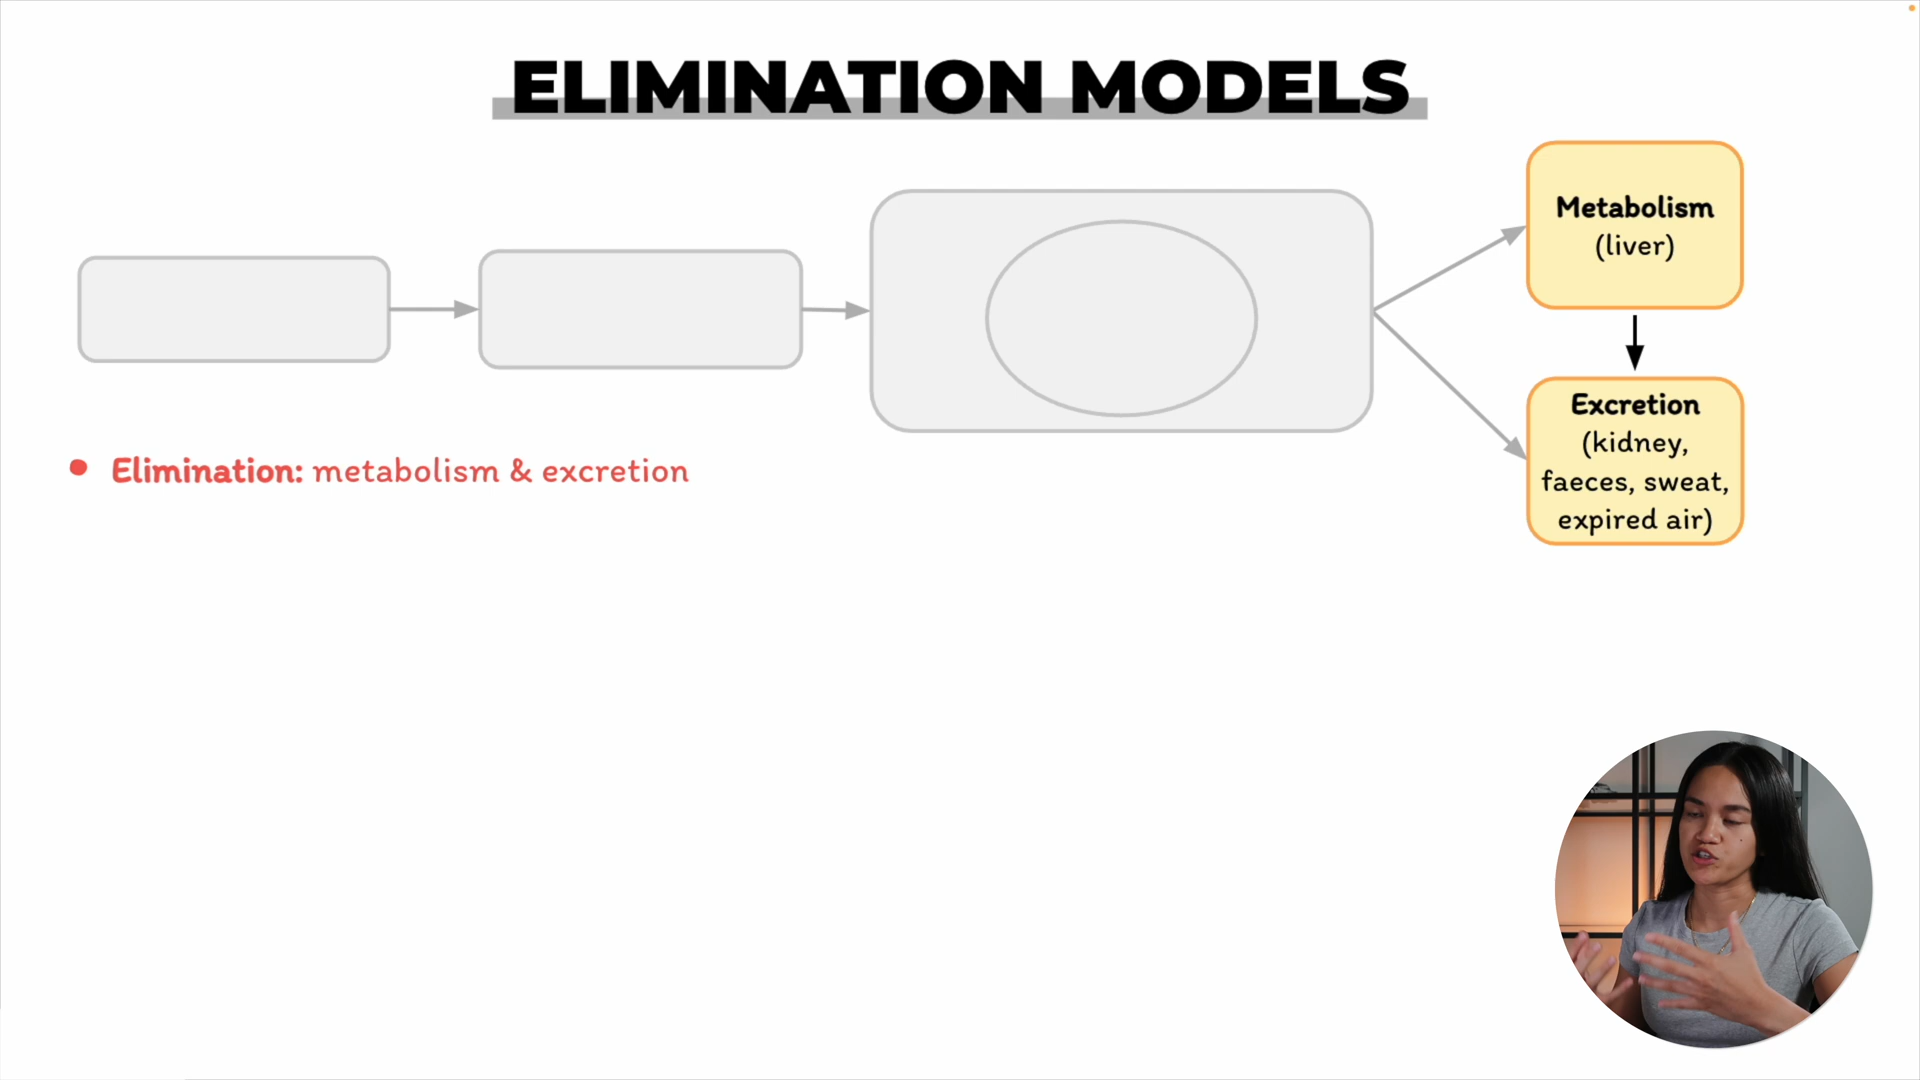 ELIMINATION MODELS
Metabolism
(liver)
Excretion
(kidney,
faeces, sweat,
expired air)
• Elimination: metabolism & excretion